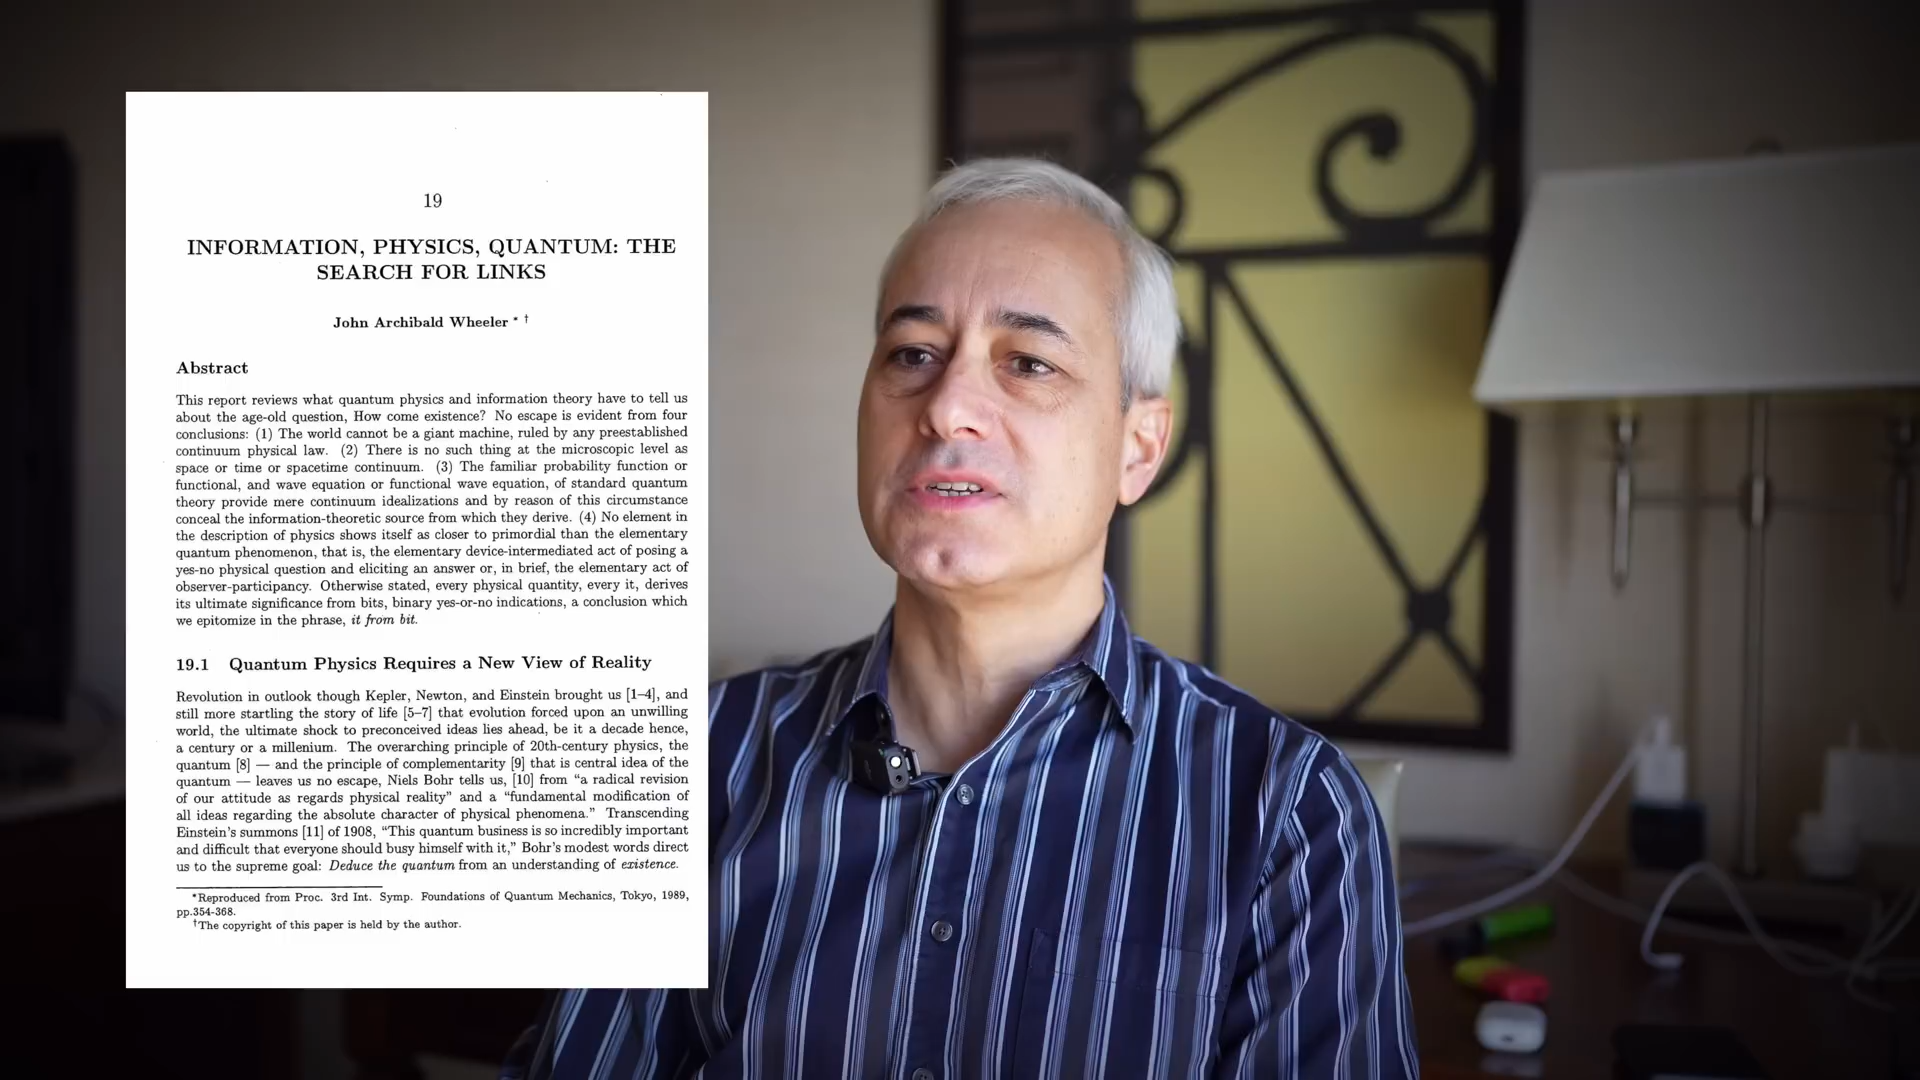 19
INFORMATION, PHYSICS, QUANTUM: THE
SEARCH FOR LINKS
John Archibald Wheeler * †
Abstract
This report reviews what quantum physics and information theory have to tell us
about the age-old question, How come existence? No escape is evident from four
conclusions: (1) The world cannot be a giant machine, ruled by any preestablished
continuum physical law. (2) There is no such thing at the microscopic level as
space or time or spacetime continuum. (3) The familiar probability function or
functional, and wave equation or functional wave equation, of standard quantum
theory provide mere continuum idealizations and by reason of this circumstance
conceal the information-theoretic source from which they derive. (4) No element in
the description of physics shows itself as closer to primordial than the elementary
quantum phenomenon, that is, the elementary device-intermediated act of posing a
yes-no physical question and eliciting an answer or, in brief, the elementary act of
observer-participancy. Otherwise stated, every physical quantity, every it, derives
its ultimate significance from bits, binary yes-or-no indications, a conclusion which
we epitomize in the phrase, it from bit.
19.1 Quantum Physics Requires a New View of Reality
Revolution in outlook though Kepler, Newton, and Einstein brought us [1–4], and
still more startling the story of life [5–7] that evolution forced upon an unwilling
world, the ultimate shock to preconceived ideas lies ahead, be it a decade hence,
a century or a millenium. The overarching principle of 20th-century physics, the
quantum [8] — and the principle of complementarity [9] that is central idea of the
quantum — leaves us no escape, Niels Bohr tells us, [10] from “a radical revision
of our attitude as regards physical reality” and a “fundamental modification of
all ideas regarding the absolute character of physical phenomena.” Transcending
Einstein’s summons [11] of 1908, “This quantum business is so incredibly important
and difficult that everyone should busy himself with it,” Bohr’s modest words direct
us to the supreme goal: Deduce the quantum from an understanding of existence.
*Reproduced from Proc. 3rd Int. Symp. Foundations of Quantum Mechanics, Tokyo, 1989,
pp.354-368.
†The copyright of this paper is held by the author.